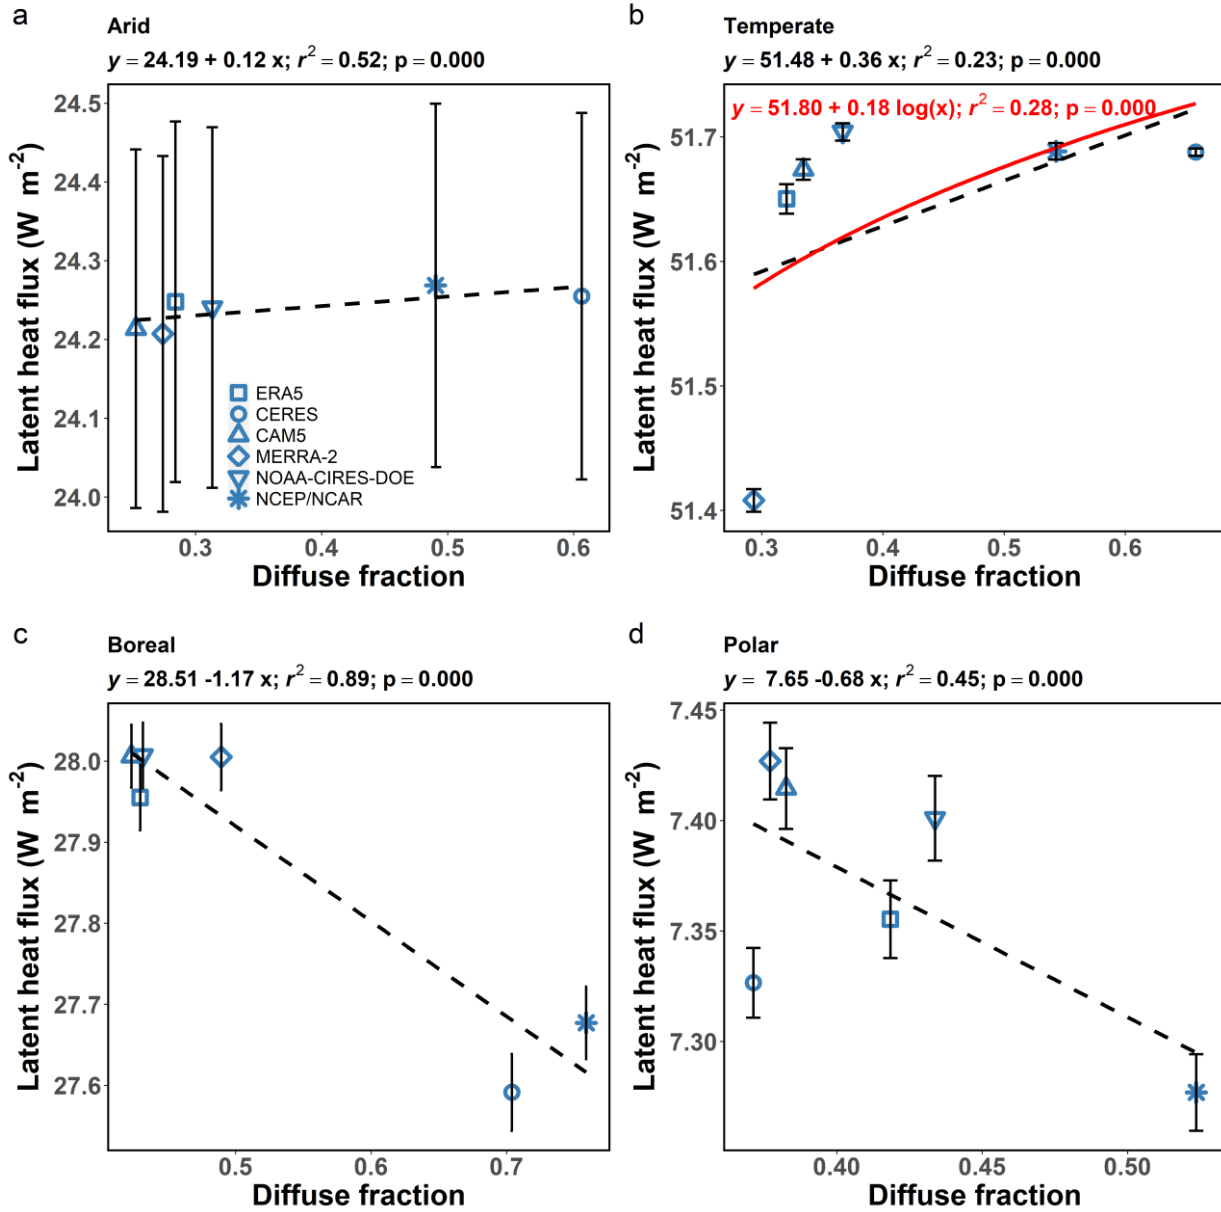 a
Arid
y = 24.19 + 0.12 x; r² = 0.52; p = 0.000
24.5
24.4
24.3
24.2
24.1
24.0
Latent heat flux (W m⁻²)
ERA5
CERES
CAM5
MERRA-2
NOAA-CIRES-DOE
NCEP/NCAR
0.3 0.4 0.5 0.6
Diffuse fraction
b
Temperate
y = 51.48 + 0.36 x; r² = 0.23; p = 0.000
y = 51.80 + 0.18 log(x); r² = 0.28; p = 0.000
51.7
51.6
51.5
51.4
Latent heat flux (W m⁻²)
0.3 0.4 0.5 0.6
Diffuse fraction
c
Boreal
y = 28.51 -1.17 x; r² = 0.89; p = 0.000
28.0
27.9
27.8
27.7
27.6
Latent heat flux (W m⁻²)
0.5 0.6 0.7
Diffuse fraction
d
Polar
y = 7.65 -0.68 x; r² = 0.45; p = 0.000
7.45
7.40
7.35
7.30
Latent heat flux (W m⁻²)
0.40 0.45 0.50
Diffuse fraction